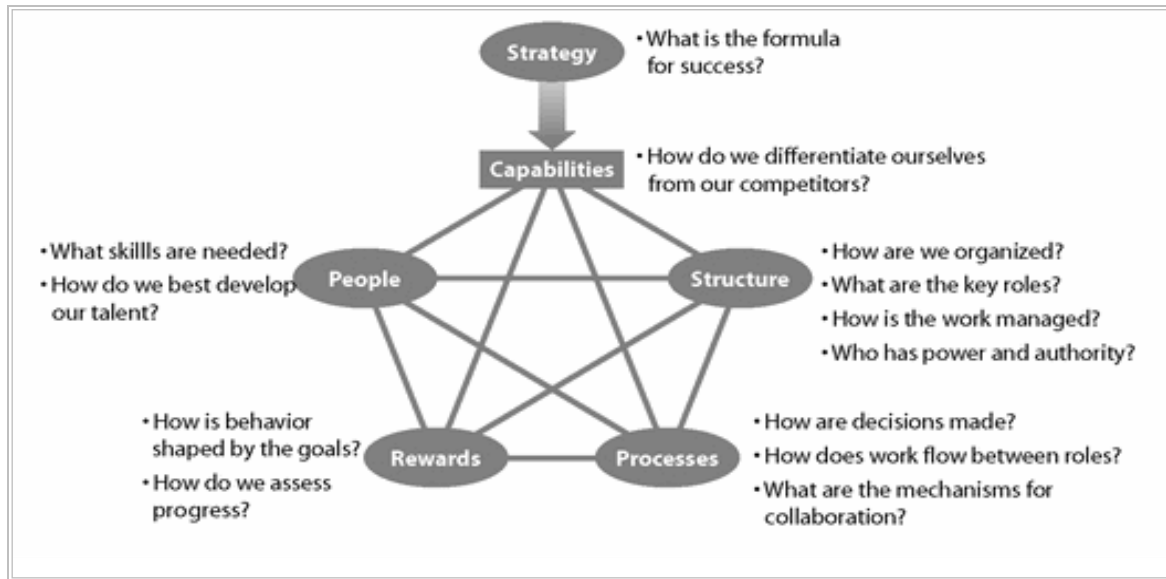 Strategy
• What is the formula
for success?
Capabilities
• How do we differentiate ourselves
from our competitors?
• What skillls are needed?
• How do we best develop
our talent?
People
Structure
• How are we organized?
• What are the key roles?
• How is the work managed?
• Who has power and authority?
• How is behavior
shaped by the goals?
• How do we assess
progress?
Rewards
Processes
• How are decisions made?
• How does work flow between roles?
• What are the mechanisms for
collaboration?